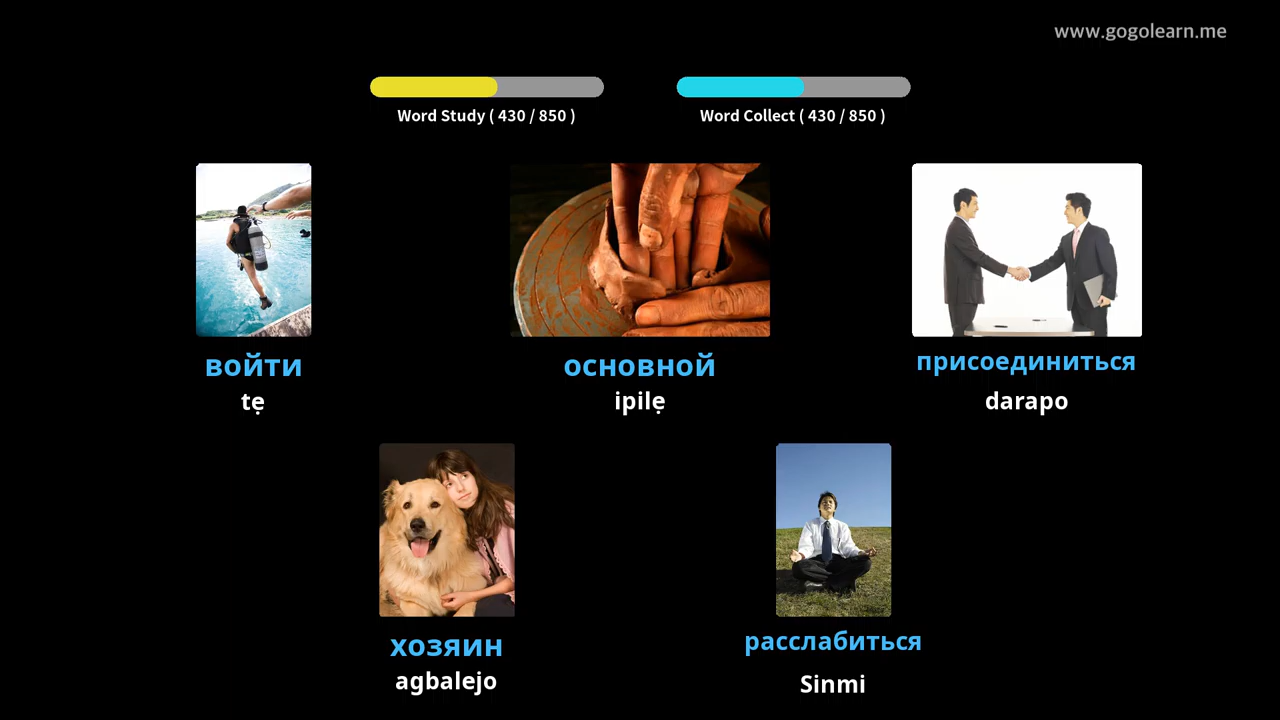 www.gogolearn.me
Word Study ( 430 / 850 )
Word Collect ( 430 / 850 )
войти
tẹ
основной
ipilẹ
присоединиться
darapo
хозяин
agbalejo
расслабиться
Sinmi